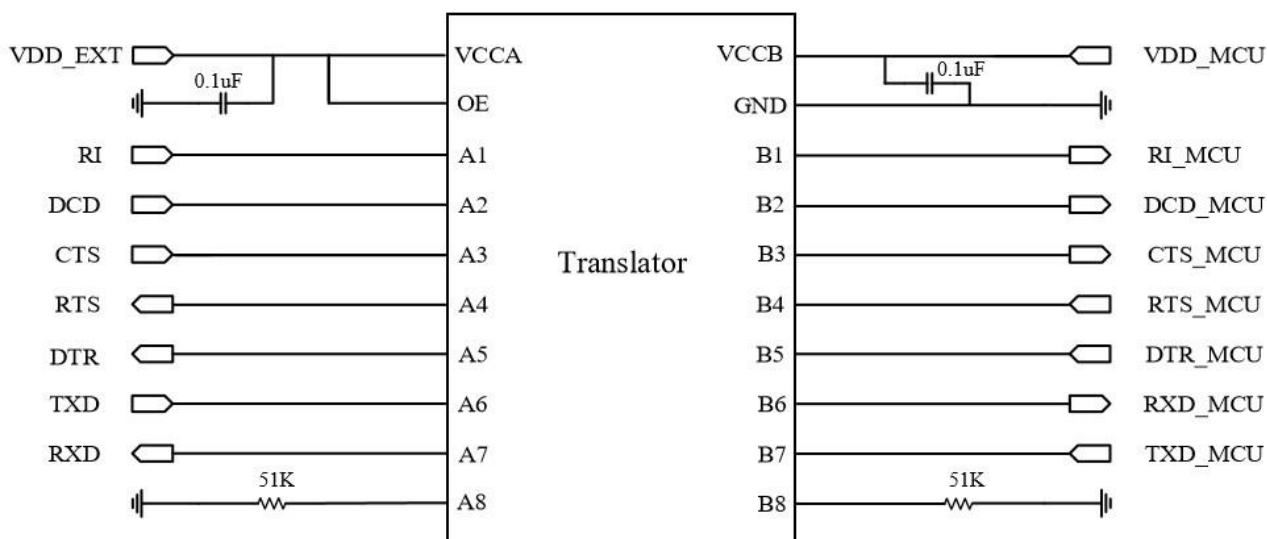 VDD_EXT VCCA VCCB VDD_MCU
0.1uF 0.1uF
OE GND
RI A1 B1 RI_MCU
DCD A2 B2 DCD_MCU
CTS A3 Translator B3 CTS_MCU
RTS A4 B4 RTS_MCU
DTR A5 B5 DTR_MCU
TXD A6 B6 RXD_MCU
RXD A7 B7 TXD_MCU
51K 51K
A8 B8